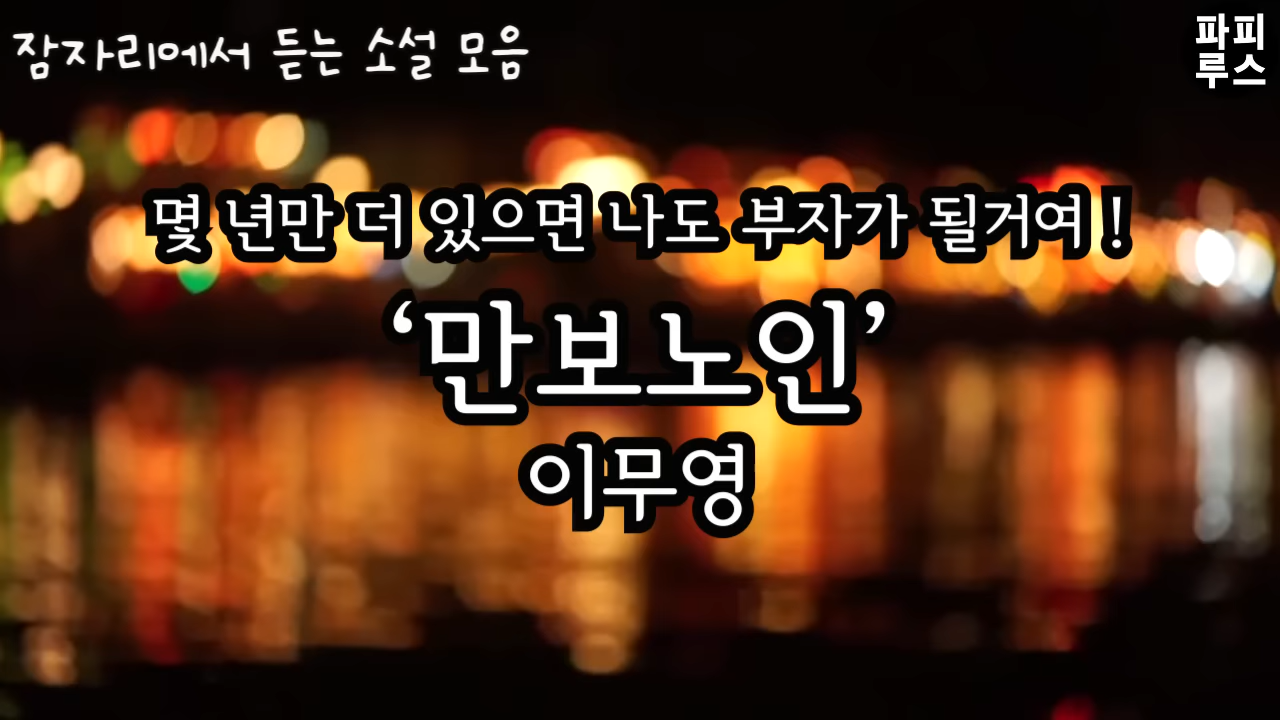 잠자리에서 듣는 소설 모음
파피
루스
몇 년만 더 있으면 나도 부자가 될거여 !
‘만보노인’
이무영